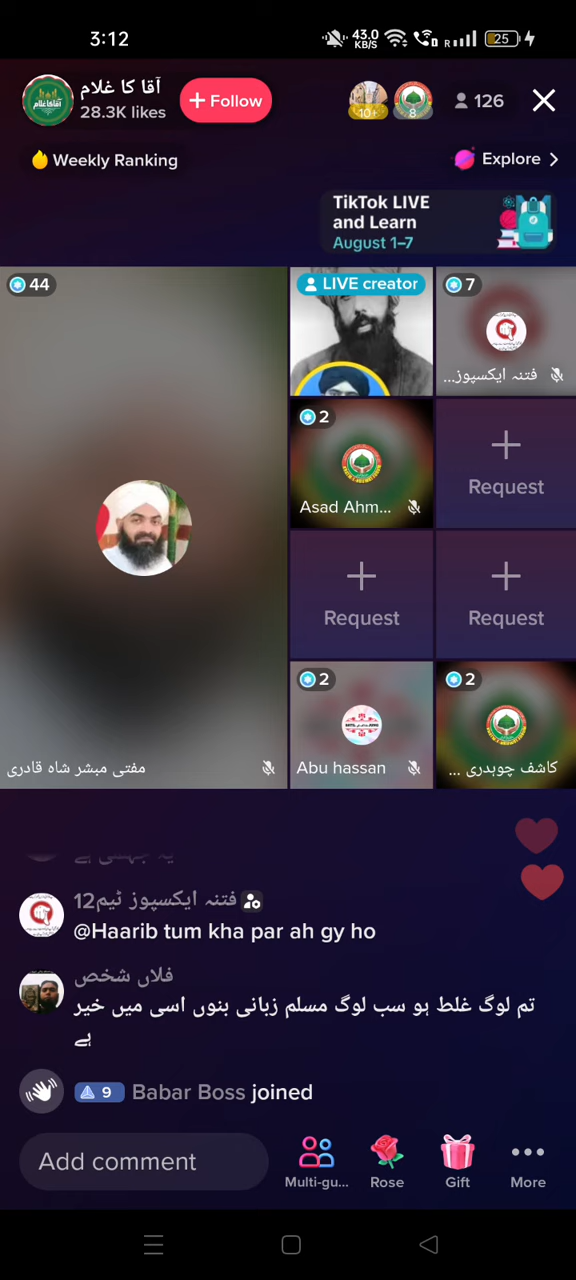 3:12
43.0
KB/S
25
آقا کا غلام
28.3K likes
+ Follow
10+
8
126
Weekly Ranking
Explore
TikTok LIVE
and Learn
August 1–7
44
LIVE creator
7
فتنہ ایکسپوز...
2
Asad Ahm...
Request
Request
Request
مفتی مبشر شاہ قادری
2
Abu hassan
2
کاشف چوہدری ...
فتنہ ایکسپوز ٹیم12
@Haarib tum kha par ah gy ho
فلاں شخص
تم لوگ غلط ہو سب لوگ مسلم زبانی بنوں اسی میں خیر
ہے
9 Babar Boss joined
Add comment
Multi-gu...
Rose
Gift
More